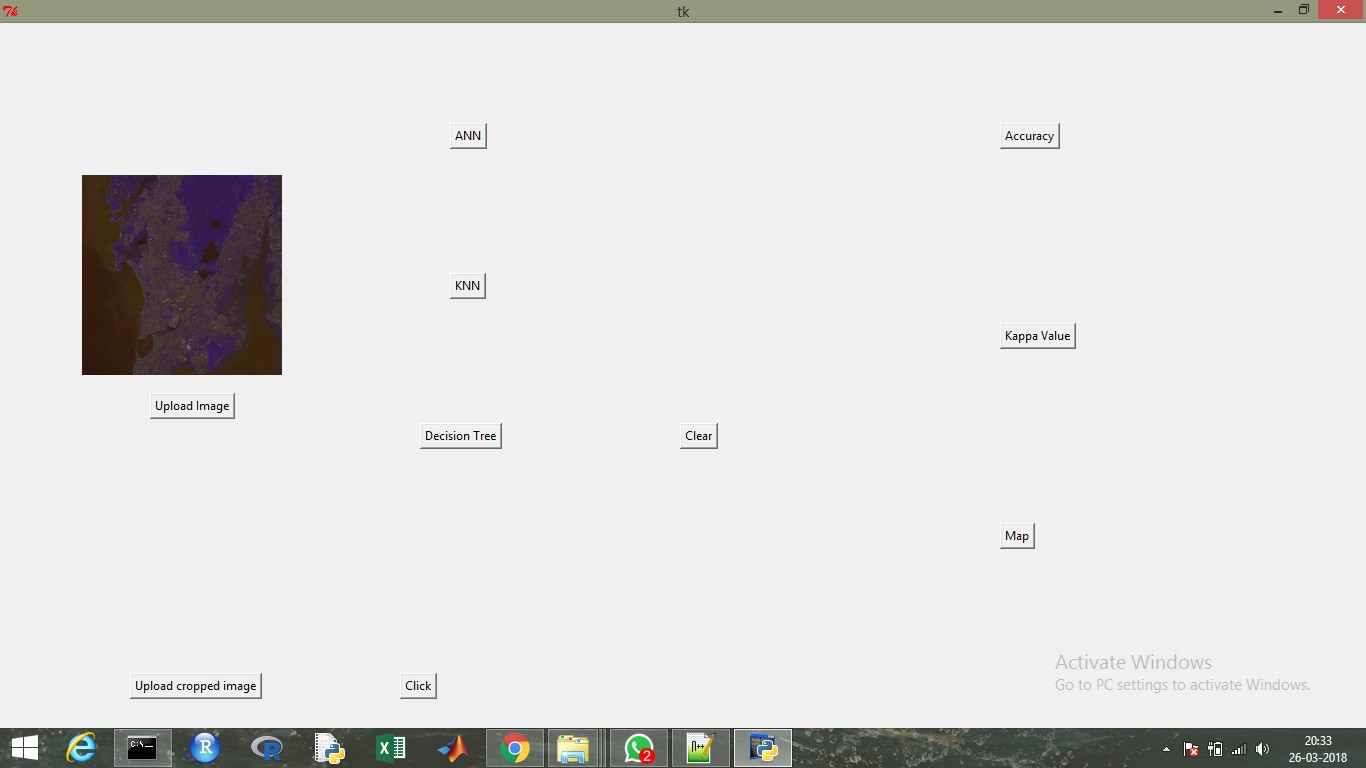 tk
ANN
Accuracy
KNN
Kappa Value
Upload Image
Decision Tree
Clear
Map
Activate Windows
Go to PC settings to activate Windows.
Upload cropped image
Click
C:\
R
R
2
20:33
26-03-2018